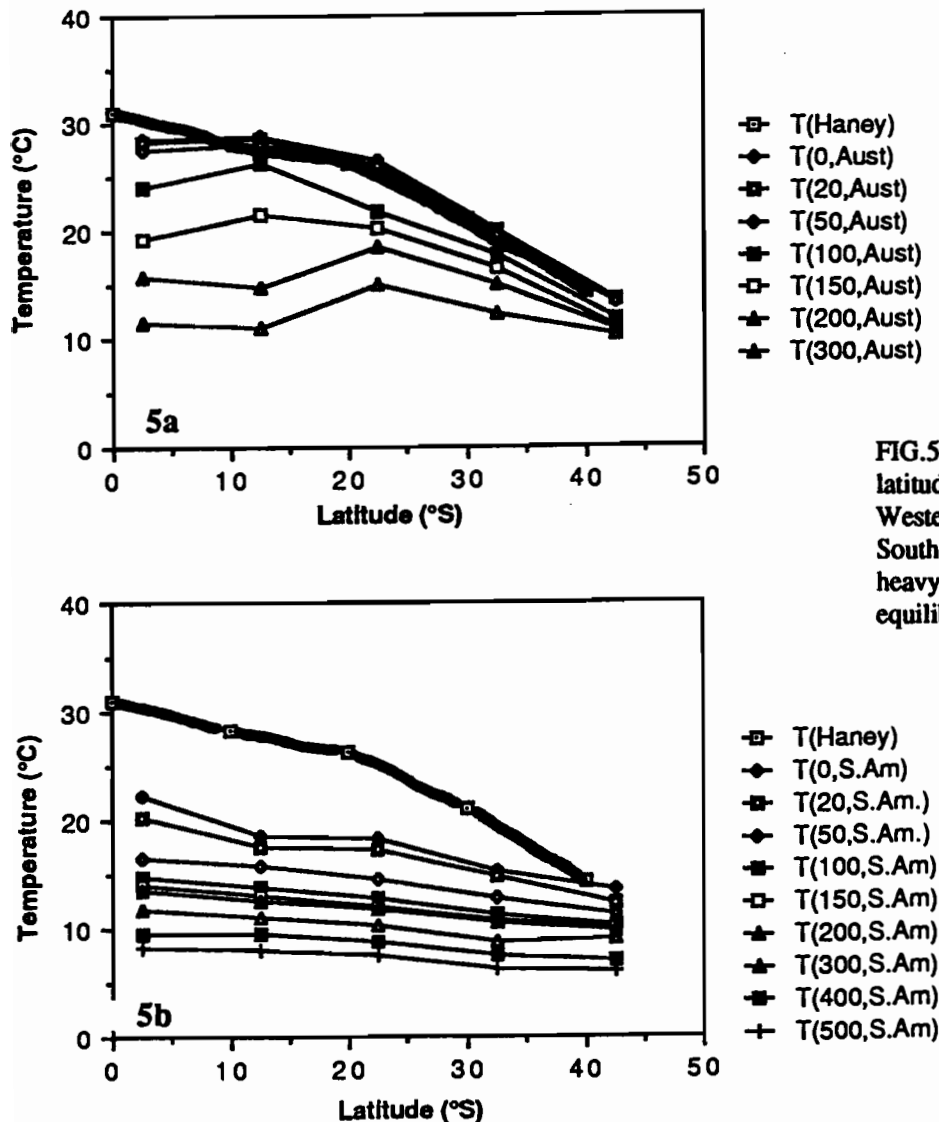 40
30
20
10
0
Temperature (°C)
5a
0 10 20 30 40 50
Latitude (°S)
T(Haney)
T(0,Aust)
T(20,Aust)
T(50,Aust)
T(100,Aust)
T(150,Aust)
T(200,Aust)
T(300,Aust)
FIG.5
latitud
Weste
South
heavy
equilib
40
30
20
10
0
Temperature (°C)
5b
0 10 20 30 40 50
Latitude (°S)
T(Haney)
T(0,S.Am)
T(20,S.Am.)
T(50,S.Am.)
T(100,S.Am)
T(150,S.Am)
T(200,S.Am)
T(300,S.Am)
T(400,S.Am)
T(500,S.Am)